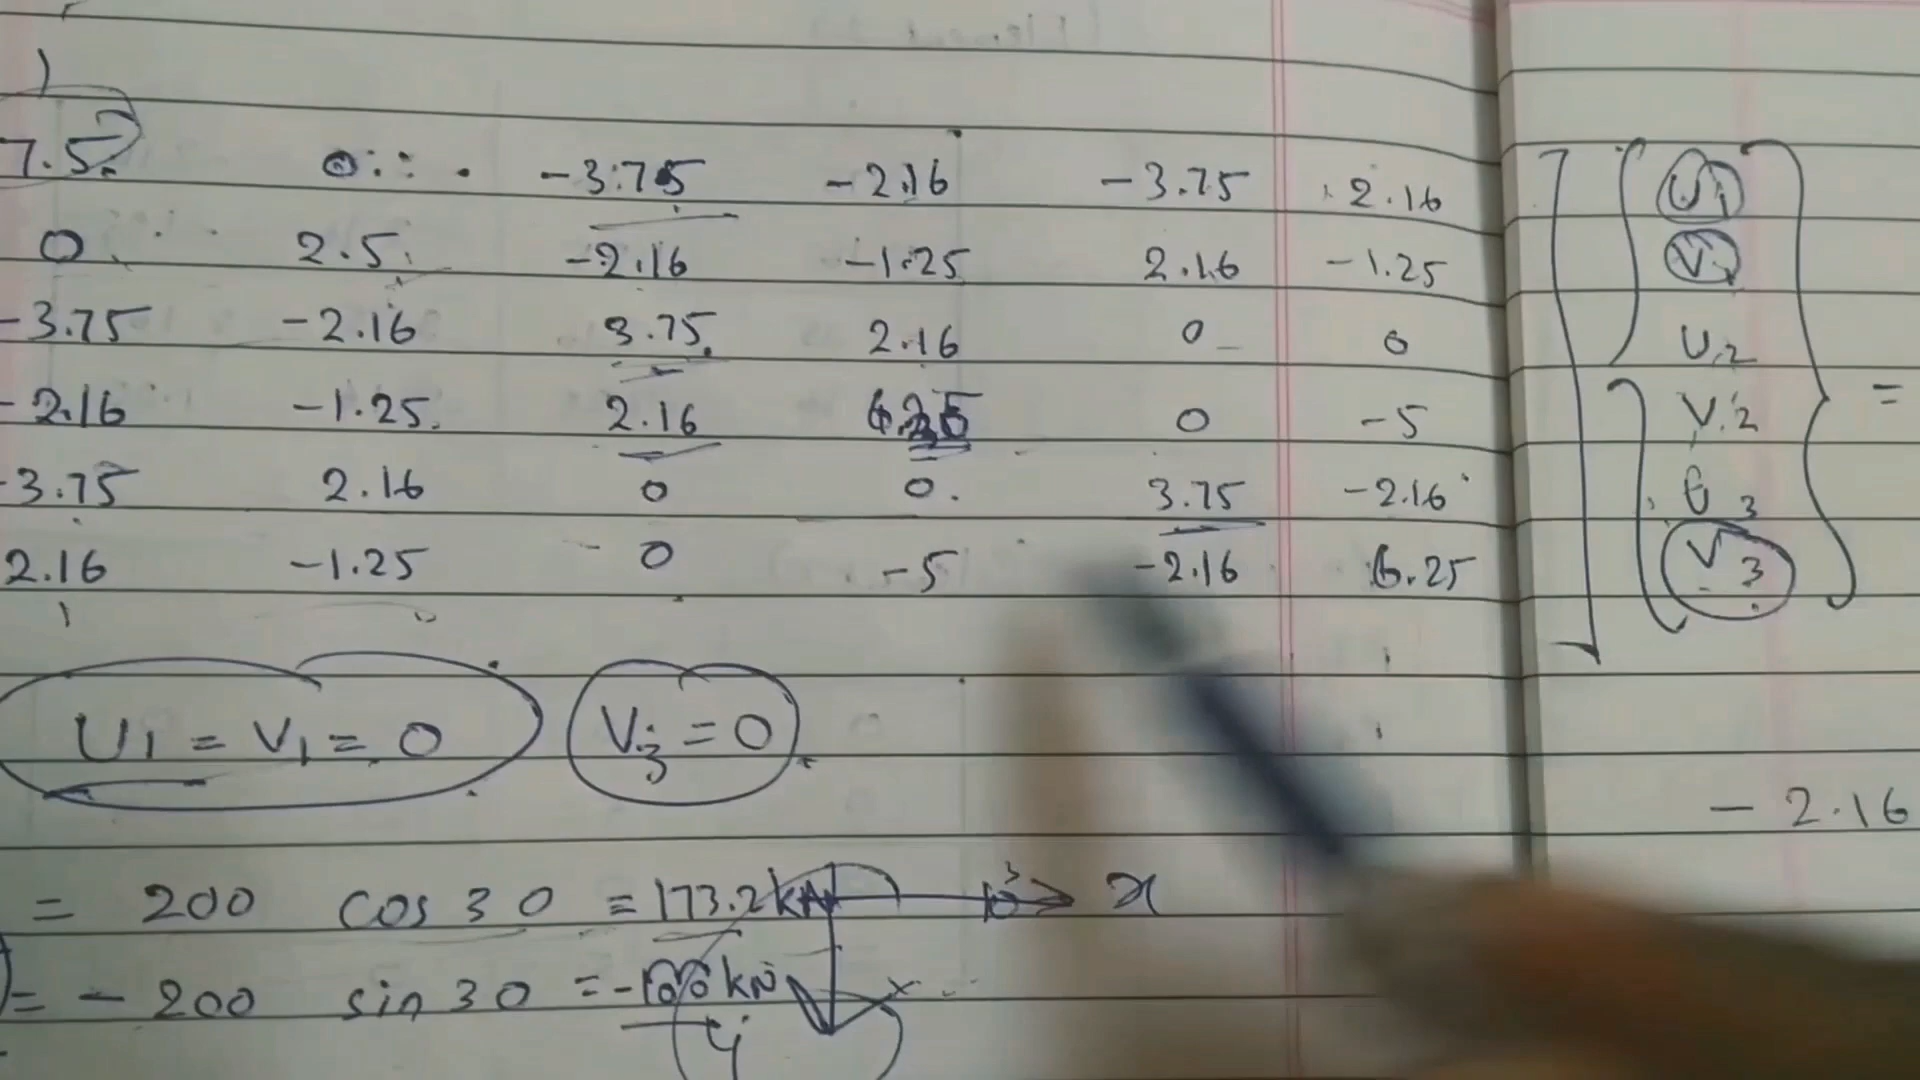 7.5 0 -3.75 -2.16 -3.75 2.16 U1
0 2.5 -2.16 -1.25 2.16 -1.25 V1
-3.75 -2.16 3.75 2.16 0 0 U2
-2.16 -1.25 2.16 6.25 0 -5 V2 =
-3.75 2.16 0 0 3.75 -2.16 3
2.16 -1.25 0 -5 -2.16 6.25 V3
U1 = V1 = 0 V3 = 0
-2.16
= 200 cos 30 = 173.2 kN x
= -200 sin 30 = -100 kN
y